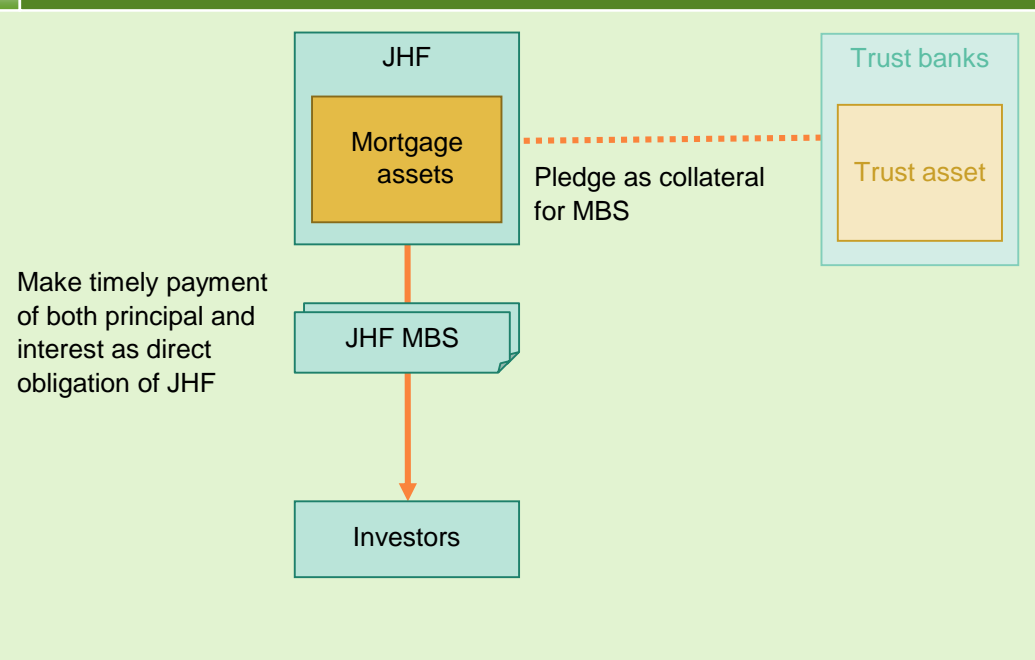 JHF
Trust banks
Mortgage
assets
Trust asset
Pledge as collateral
for MBS
Make timely payment
of both principal and
interest as direct
obligation of JHF
JHF MBS
Investors